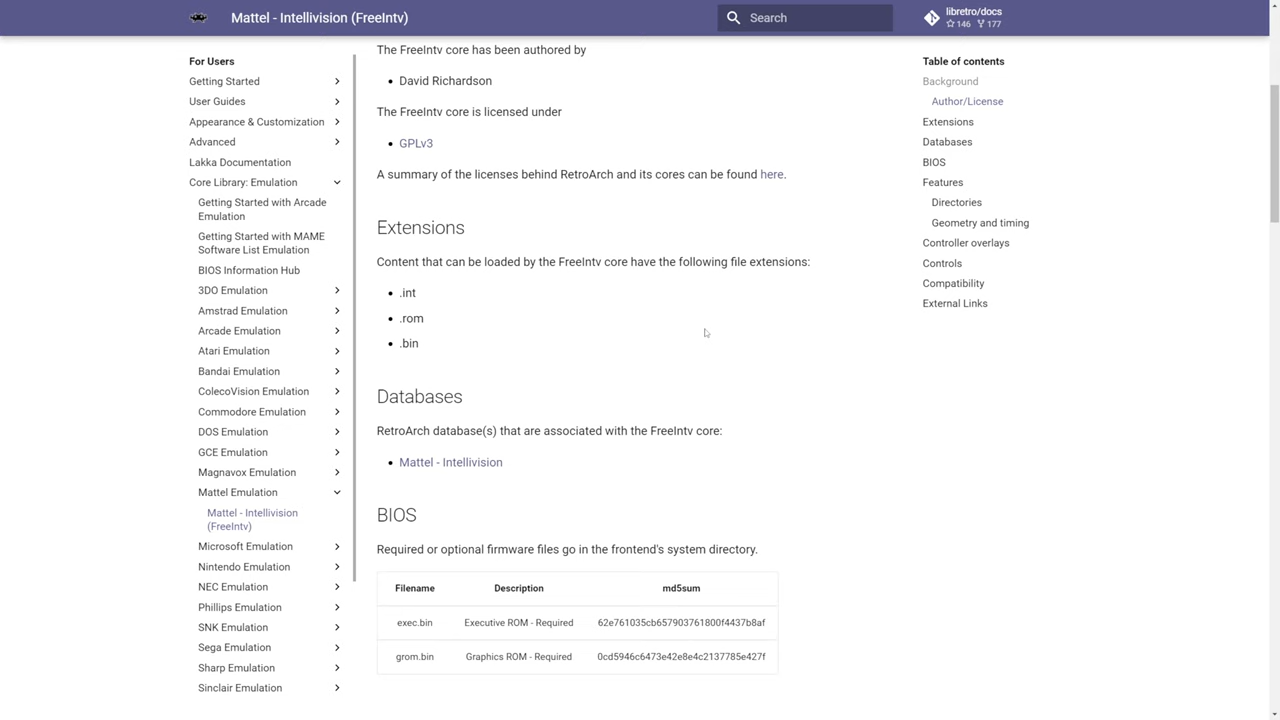 Mattel - Intellivision (FreeIntv)
Search
libretro/docs
146 177
For Users
Getting Started
User Guides
Appearance & Customization
Advanced
Lakka Documentation
Core Library: Emulation
Getting Started with Arcade
Emulation
Getting Started with MAME
Software List Emulation
BIOS Information Hub
3DO Emulation
Amstrad Emulation
Arcade Emulation
Atari Emulation
Bandai Emulation
ColecoVision Emulation
Commodore Emulation
DOS Emulation
GCE Emulation
Magnavox Emulation
Mattel Emulation
Mattel - Intellivision
(FreeIntv)
Microsoft Emulation
Nintendo Emulation
NEC Emulation
Phillips Emulation
SNK Emulation
Sega Emulation
Sharp Emulation
Sinclair Emulation
The FreeIntv core has been authored by
• David Richardson
The FreeIntv core is licensed under
• GPLv3
A summary of the licenses behind RetroArch and its cores can be found here.
Extensions
Content that can be loaded by the FreeIntv core have the following file extensions:
• .int
• .rom
• .bin
Databases
RetroArch database(s) that are associated with the FreeIntv core:
• Mattel - Intellivision
BIOS
Required or optional firmware files go in the frontend's system directory.
Filename Description md5sum
exec.bin Executive ROM - Required 62e761035cb657903761800f4437b8af
grom.bin Graphics ROM - Required 0cd5946c6473e42e8e4c2137785e427f
Table of contents
Background
Author/License
Extensions
Databases
BIOS
Features
Directories
Geometry and timing
Controller overlays
Controls
Compatibility
External Links